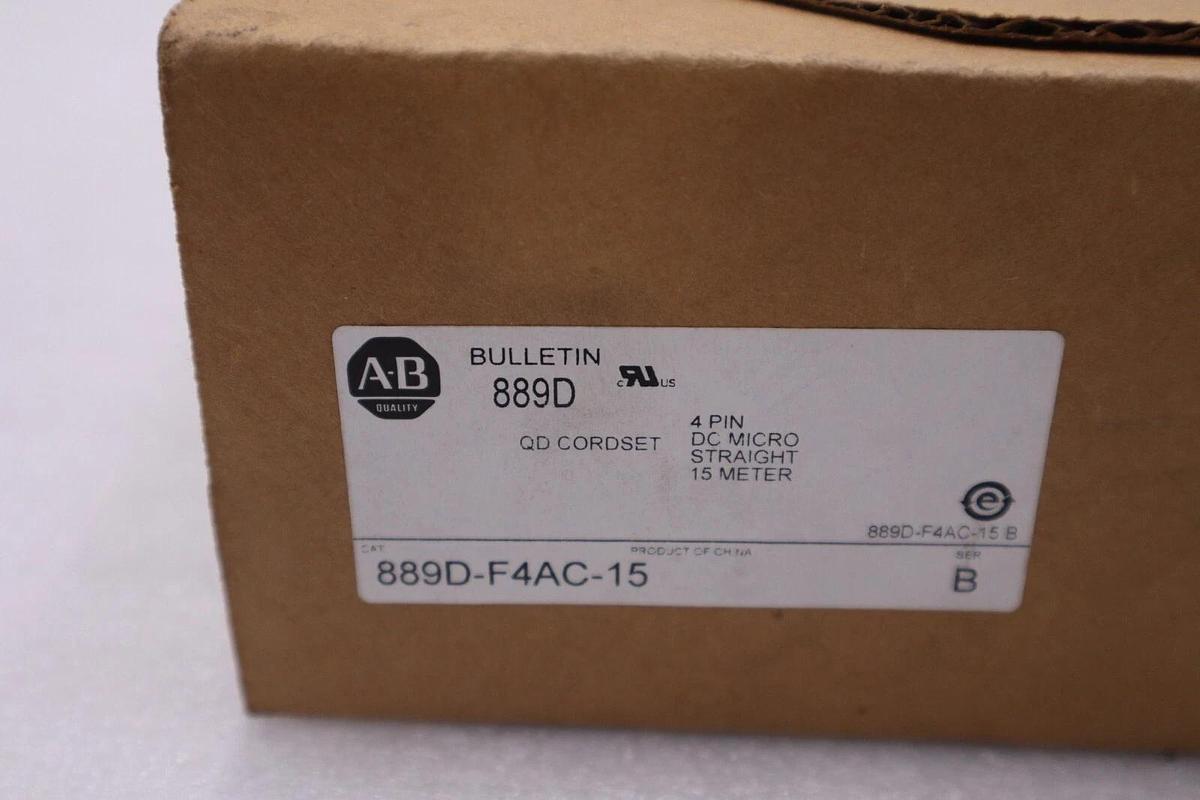 A-B
QUALITY
BULLETIN
889D
c RU US
QD CORDSET
4 PIN
DC MICRO
STRAIGHT
15 METER
e
889D-F4AC-15 B
CAT
PRODUCT OF CHINA
SER
889D-F4AC-15
B